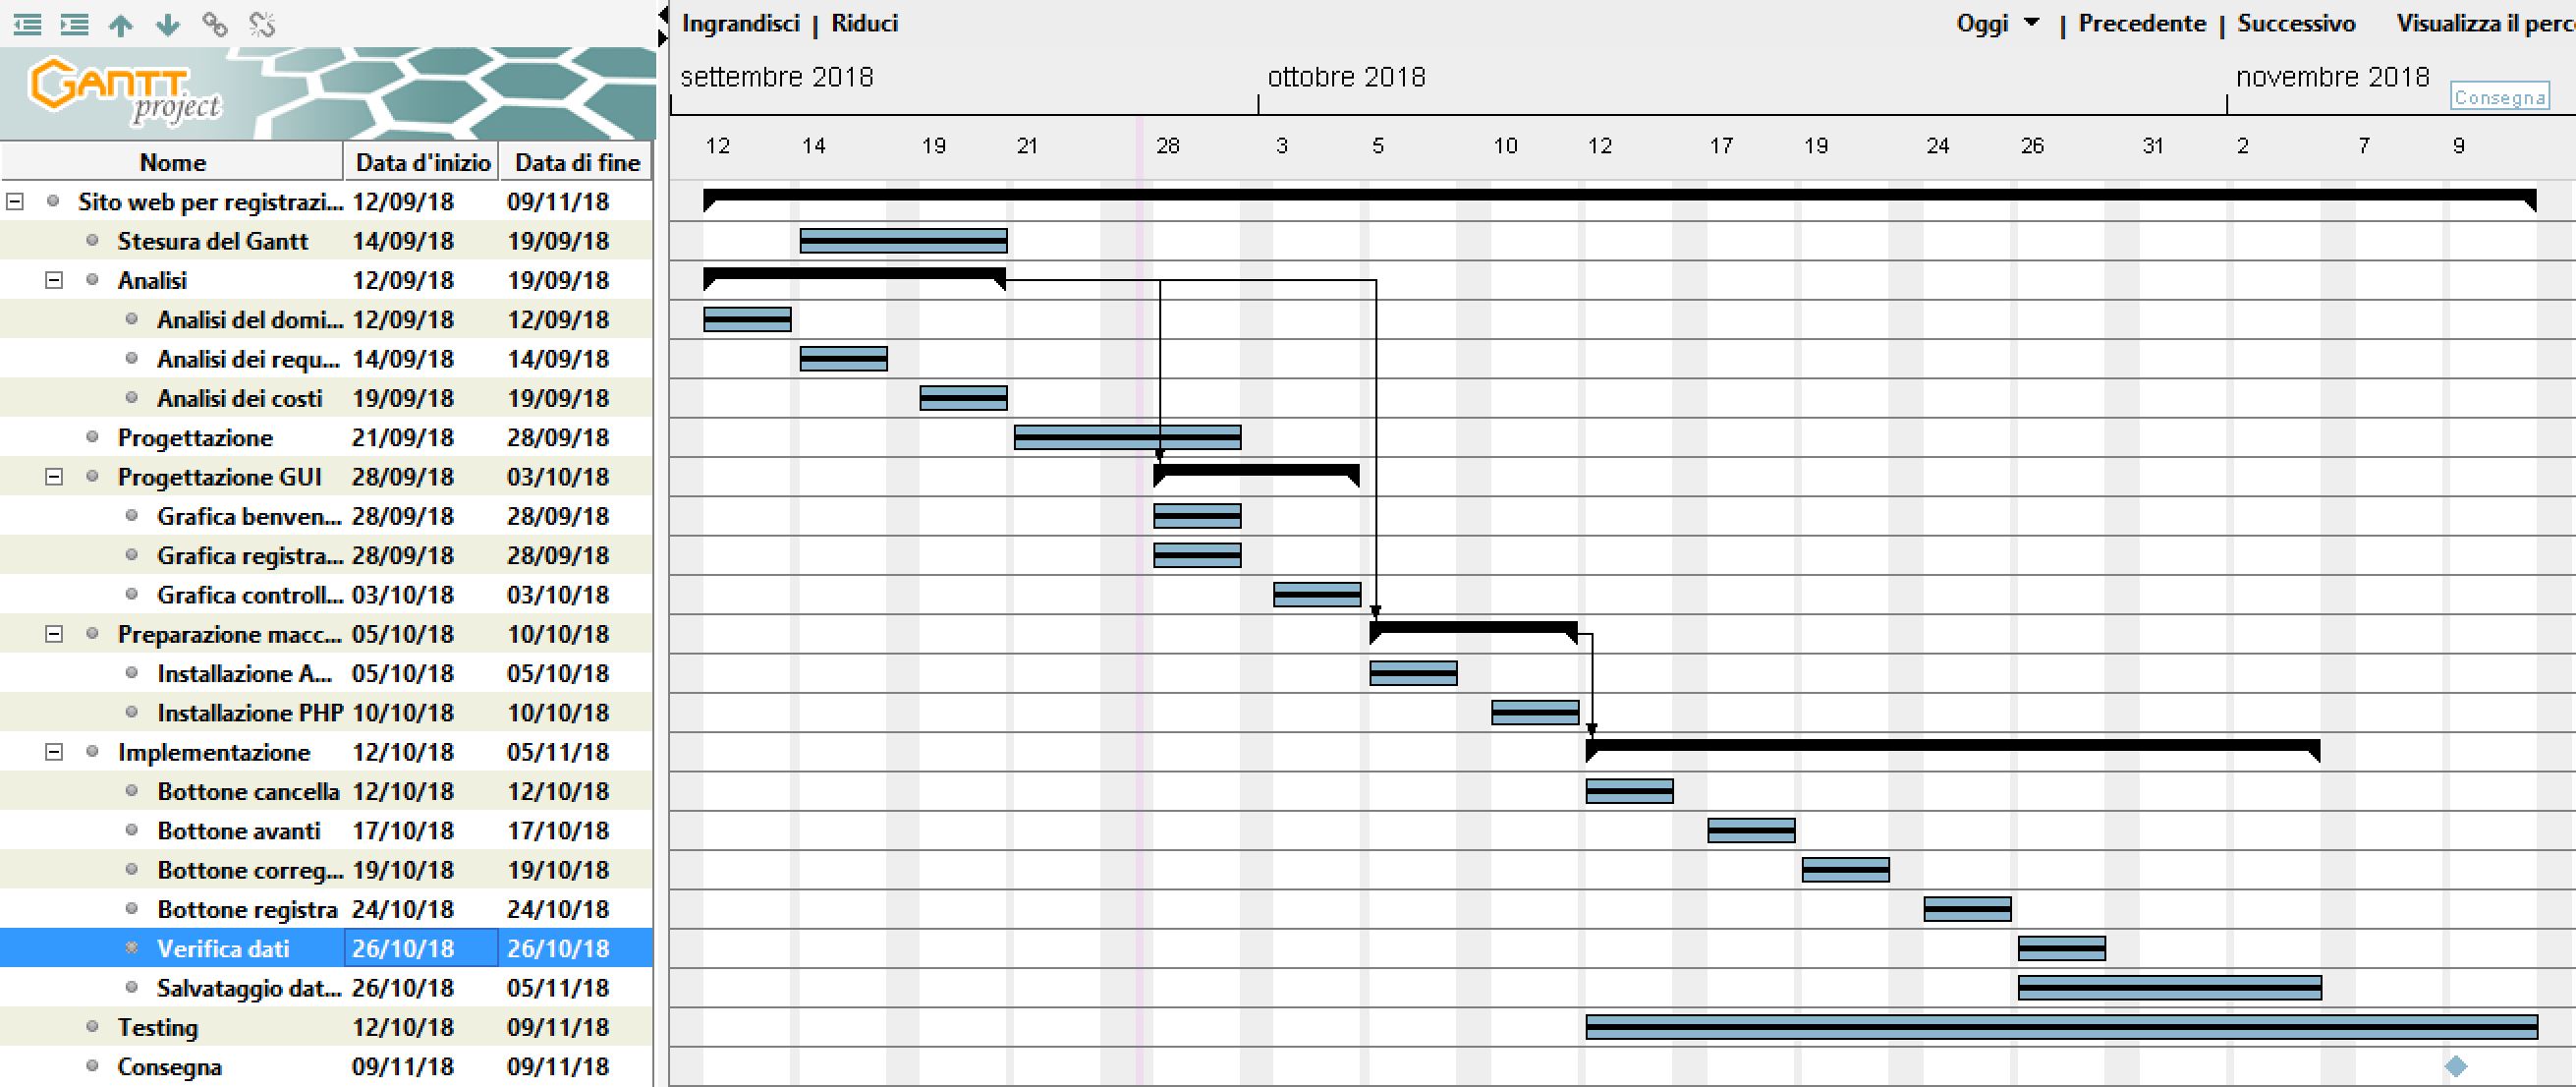 Ingrandisci | Riduci
Oggi | Precedente | Successivo Visualizza il perc
GANTT
project
settembre 2018 ottobre 2018 novembre 2018
Consegna
12 14 19 21 28 3 5 10 12 17 19 24 26 31 2 7 9
Nome Data d'inizio Data di fine
Sito web per registrazi... 12/09/18 09/11/18
Stesura del Gantt 14/09/18 19/09/18
Analisi 12/09/18 19/09/18
Analisi del domi... 12/09/18 12/09/18
Analisi dei requ... 14/09/18 14/09/18
Analisi dei costi 19/09/18 19/09/18
Progettazione 21/09/18 28/09/18
Progettazione GUI 28/09/18 03/10/18
Grafica benven... 28/09/18 28/09/18
Grafica registra... 28/09/18 28/09/18
Grafica controll... 03/10/18 03/10/18
Preparazione macc... 05/10/18 10/10/18
Installazione A... 05/10/18 05/10/18
Installazione PHP 10/10/18 10/10/18
Implementazione 12/10/18 05/11/18
Bottone cancella 12/10/18 12/10/18
Bottone avanti 17/10/18 17/10/18
Bottone correg... 19/10/18 19/10/18
Bottone registra 24/10/18 24/10/18
Verifica dati 26/10/18 26/10/18
Salvataggio dat... 26/10/18 05/11/18
Testing 12/10/18 09/11/18
Consegna 09/11/18 09/11/18